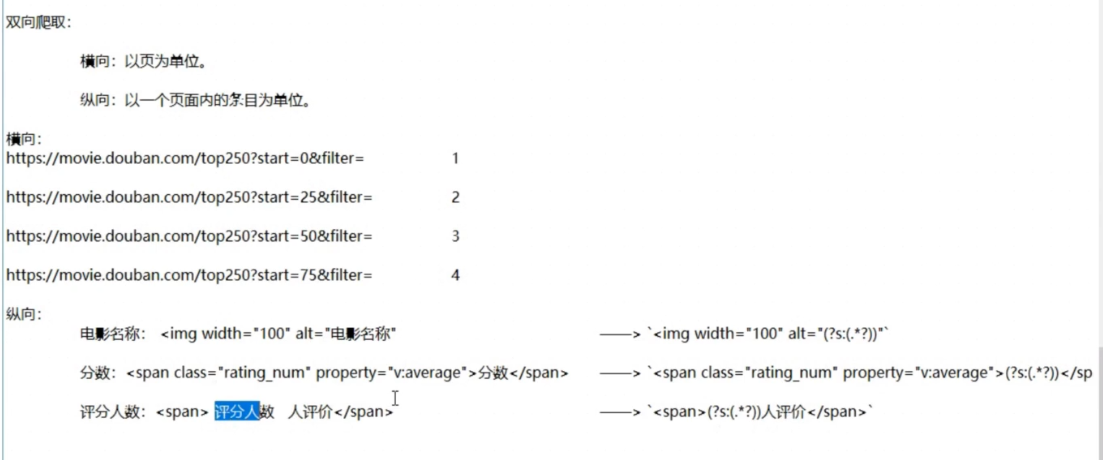 双向爬取：
横向：以页为单位。
纵向：以一个页面内的条目为单位。
横向：
https://movie.douban.com/top250?start=0&filter= 1
https://movie.douban.com/top250?start=25&filter= 2
https://movie.douban.com/top250?start=50&filter= 3
https://movie.douban.com/top250?start=75&filter= 4
纵向：
电影名称： <img width="100" alt="电影名称" ——> `<img width="100" alt="(?s:(.*?))"`
分数：<span class="rating_num" property="v:average">分数</span> ——> `<span class="rating_num" property="v:average">(?s:(.*?))</sp
评分人数：<span> 评分人数 人评价</span> ——> `<span>(?s:(.*?))人评价</span>`